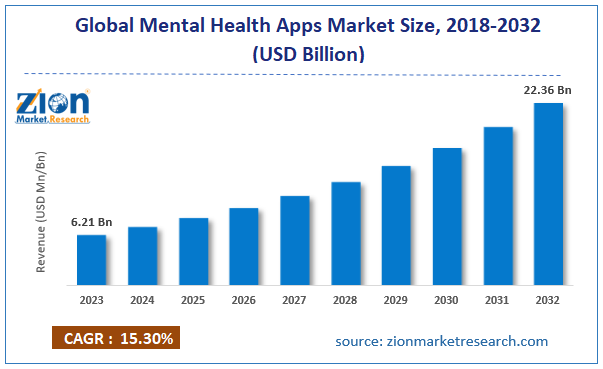 Global Mental Health Apps Market Size, 2018-2032
(USD Billion)
ZION
Market.Research
22.36 Bn
6.21 Bn
Revenue (USD Mn/Bn)
2023 2024 2025 2026 2027 2028 2029 2030 2031 2032
CAGR : 15.30%
source: zionmarketresearch.com